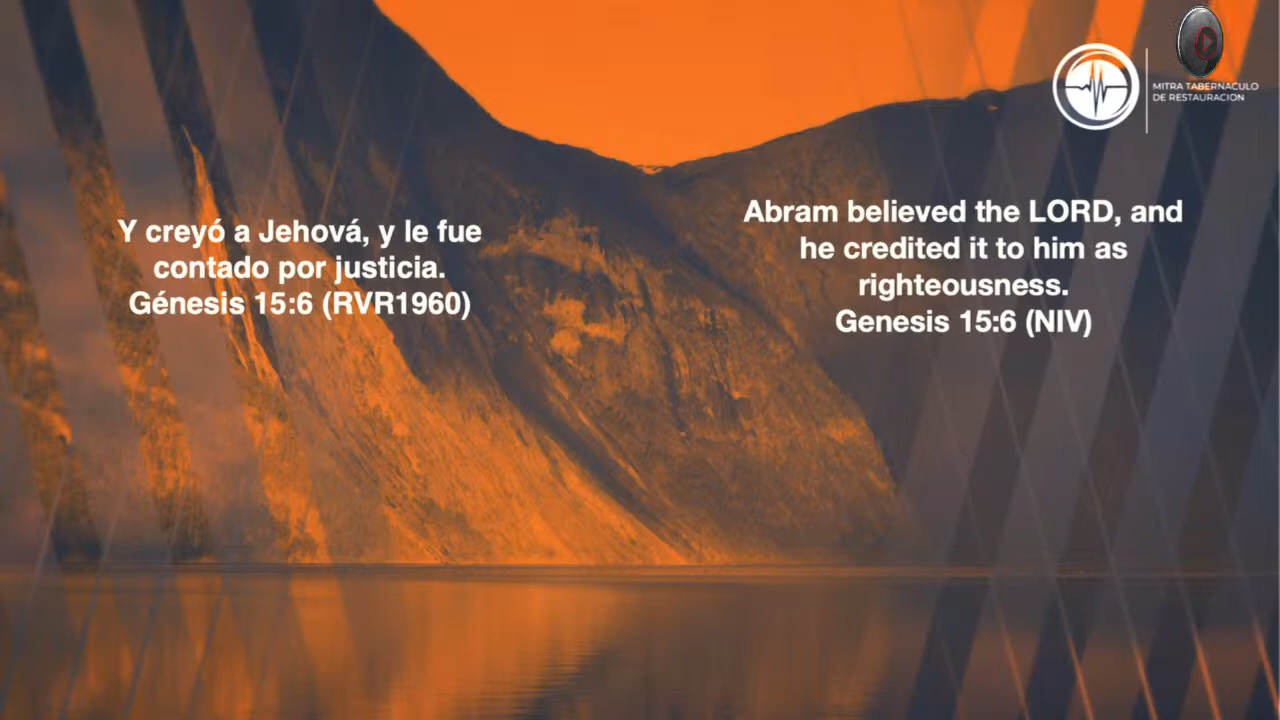 Y creyó a Jehová, y le fue
contado por justicia.
Génesis 15:6 (RVR1960)
Abram believed the LORD, and
he credited it to him as
righteousness.
Genesis 15:6 (NIV)
MITRA TABERNACULO
DE RESTAURACION